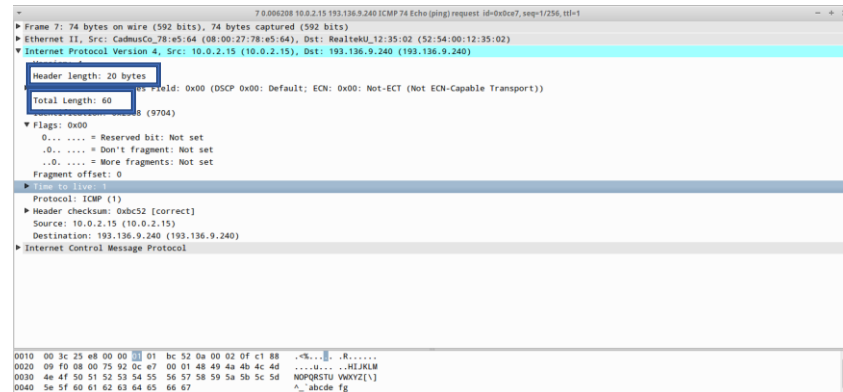 7 0.006208 10.0.2.15 193.136.9.240 ICMP 74 Echo (ping) request id=0x0ce7, seq=1/256, ttl=1
Frame 7: 74 bytes on wire (592 bits), 74 bytes captured (592 bits)
Ethernet II, Src: CadmusCo_78:e5:64 (08:00:27:78:e5:64), Dst: RealtekU_12:35:02 (52:54:00:12:35:02)
Internet Protocol Version 4, Src: 10.0.2.15 (10.0.2.15), Dst: 193.136.9.240 (193.136.9.240)
Header length: 20 bytes
Field: 0x00 (DSCP 0x00: Default; ECN: 0x00: Not-ECT (Not ECN-Capable Transport))
Total Length: 60
(9704)
Flags: 0x00
0... .... = Reserved bit: Not set
.0.. .... = Don't fragment: Not set
..0. .... = More fragments: Not set
Fragment offset: 0
Time to live: 1
Protocol: ICMP (1)
Header checksum: 0xbc52 [correct]
Source: 10.0.2.15 (10.0.2.15)
Destination: 193.136.9.240 (193.136.9.240)
Internet Control Message Protocol
0010 00 3c 25 e8 00 00 01 01 bc 52 0a 00 02 0f c1 88 .<%..... .R......
0020 09 f0 08 00 75 92 0c e7 00 01 48 49 4a 4b 4c 4d ....u... ..HIJKLM
0030 4e 4f 50 51 52 53 54 55 56 57 58 59 5a 5b 5c 5d NOPQRSTU VWXYZ[\]
0040 5e 5f 60 61 62 63 64 65 66 67 ^_`abcde fg